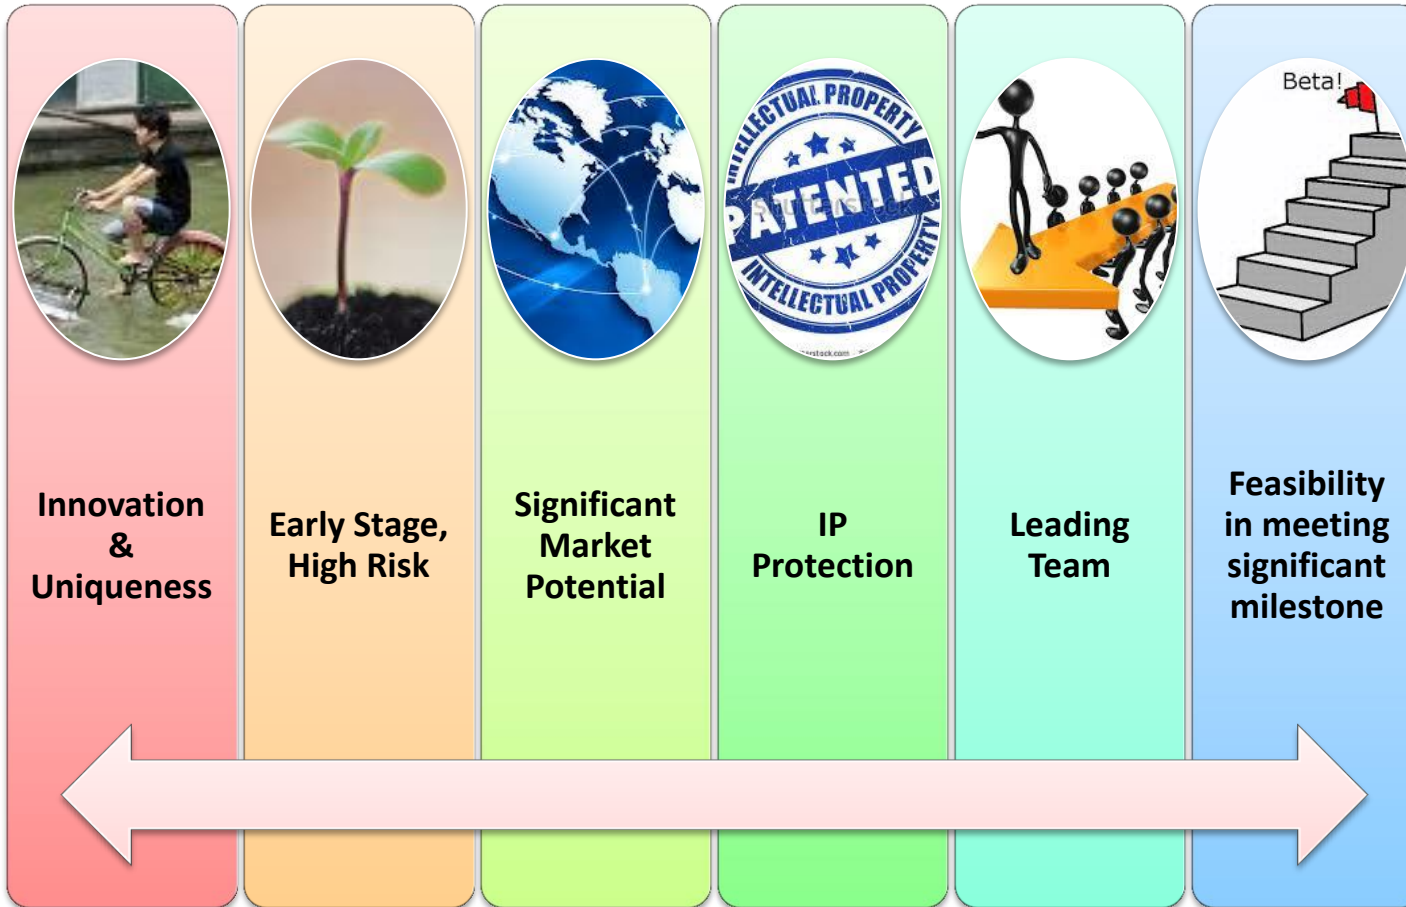 INTELLECTUAL PROPERTY
PATENTED
INTELLECTUAL PROPERTY
shutterstock
Beta!
Innovation
&
Uniqueness
Early Stage,
High Risk
Significant
Market
Potential
IP
Protection
Leading
Team
Feasibility
in meeting
significant
milestone